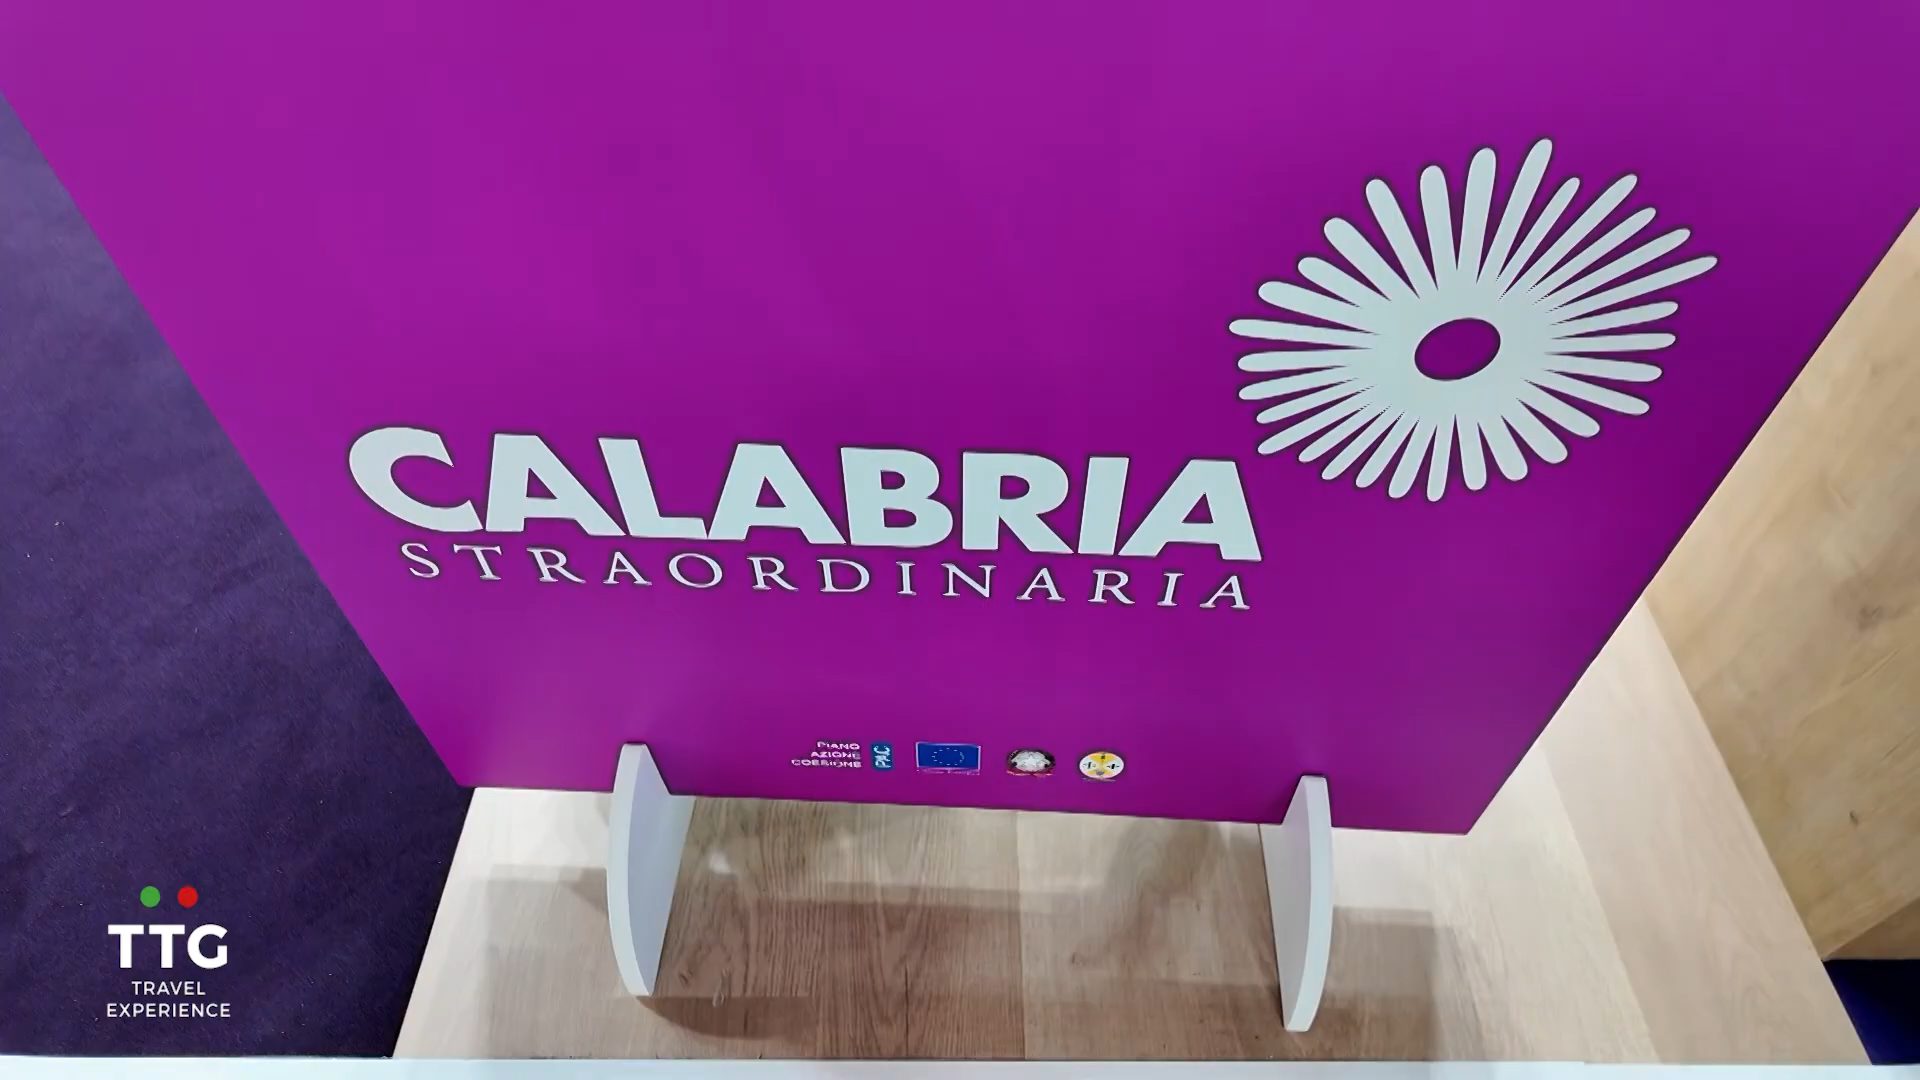 CALABRIA
STRAORDINARIA
PIANO
AZIONE
COESIONE
PAC
TTG
TRAVEL
EXPERIENCE